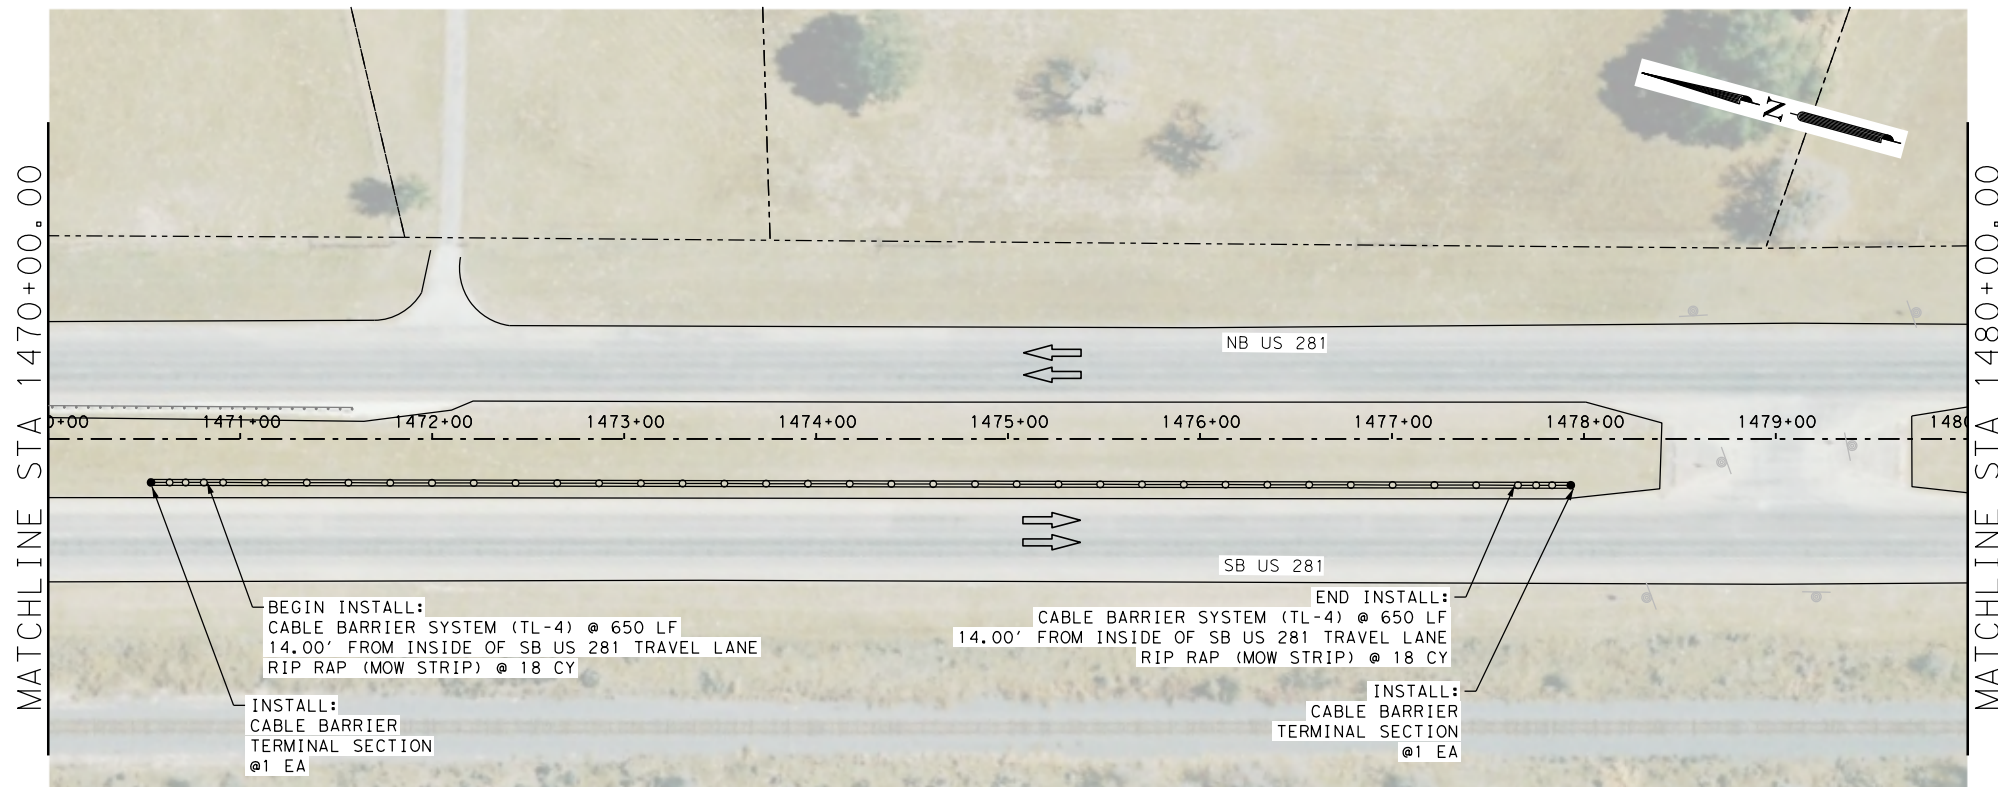 MATCHLINE STA 1470+00.00
MATCHLINE STA 1480+00.00
N
NB US 281
0+00
1471+00
1472+00
1473+00
1474+00
1475+00
1476+00
1477+00
1478+00
1479+00
1480
SB US 281
BEGIN INSTALL:
CABLE BARRIER SYSTEM (TL-4) @ 650 LF
14.00' FROM INSIDE OF SB US 281 TRAVEL LANE
RIP RAP (MOW STRIP) @ 18 CY
INSTALL:
CABLE BARRIER
TERMINAL SECTION
@1 EA
END INSTALL:
CABLE BARRIER SYSTEM (TL-4) @ 650 LF
14.00' FROM INSIDE OF SB US 281 TRAVEL LANE
RIP RAP (MOW STRIP) @ 18 CY
INSTALL:
CABLE BARRIER
TERMINAL SECTION
@1 EA